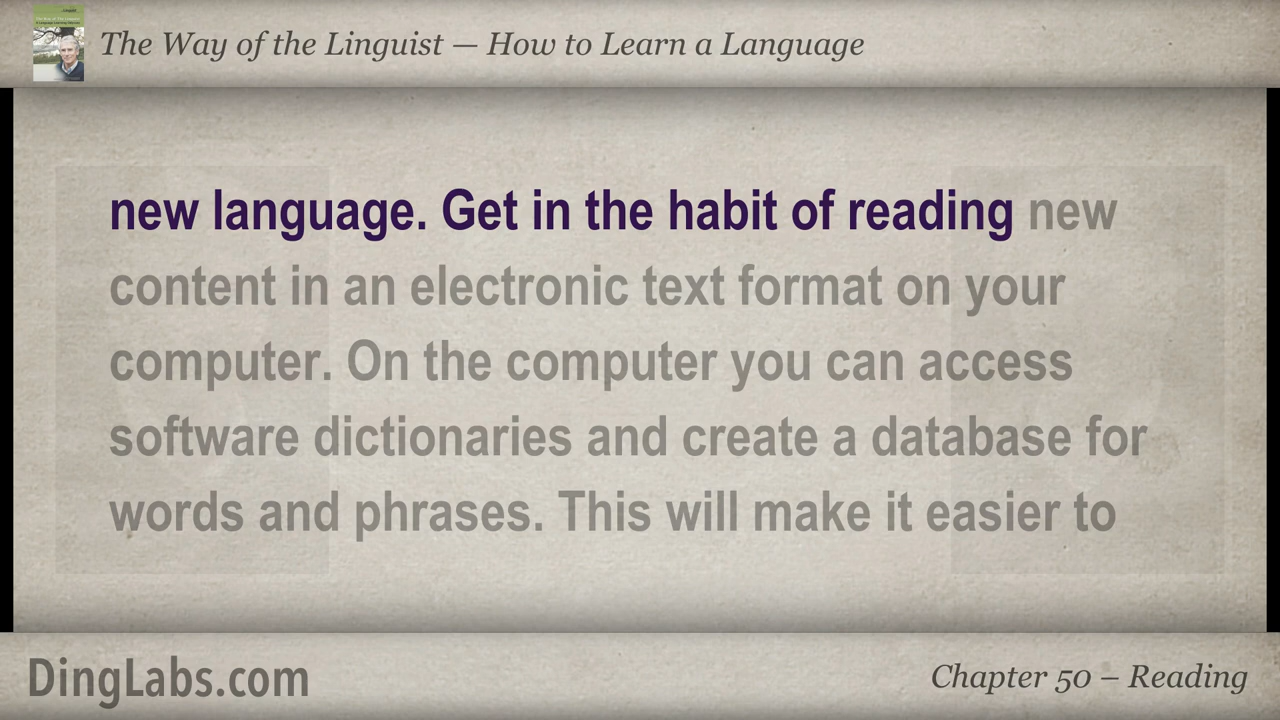 The Way of the Linguist — How to Learn a Language
new language. Get in the habit of reading new
content in an electronic text format on your
computer. On the computer you can access
software dictionaries and create a database for
words and phrases. This will make it easier to
DingLabs.com
Chapter 50 – Reading